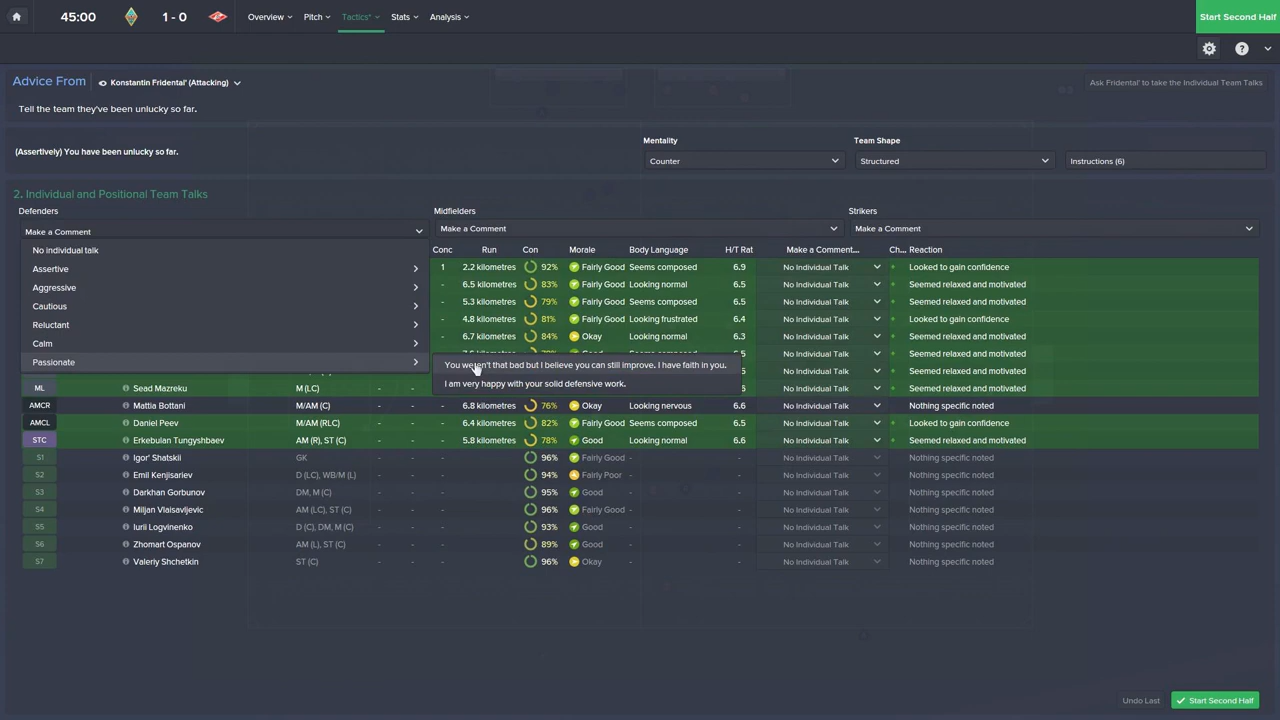 45:00 1 - 0 Overview Pitch Tactics* Stats Analysis Start Second Half
Advice From Konstantin Fridental' (Attacking) Ask Fridental' to take the Individual Team Talks
Tell the team they've been unlucky so far.
Mentality Team Shape
(Assertively) You have been unlucky so far. Counter Structured Instructions (6)
2. Individual and Positional Team Talks
Defenders Midfielders Strikers
Make a Comment Make a Comment Make a Comment
No individual talk Conc Run Con Morale Body Language H/T Rat Make a Comment... Ch... Reaction
Assertive 1 2.2 kilometres 92% Fairly Good Seems composed 6.9 No Individual Talk Looked to gain confidence
Aggressive - 6.5 kilometres 83% Fairly Good Looking normal 6.5 No Individual Talk Seemed relaxed and motivated
Cautious - 5.3 kilometres 79% Fairly Good Seems composed 6.5 No Individual Talk Seemed relaxed and motivated
Reluctant - 4.8 kilometres 81% Fairly Good Looking frustrated 6.4 No Individual Talk Looked to gain confidence
Calm - 6.7 kilometres 84% Okay Looking normal 6.3 No Individual Talk Seemed relaxed and motivated
No Individual Talk Seemed relaxed and motivated
Passionate You weren't that bad but I believe you can still improve. I have faith in you. No Individual Talk Seemed relaxed and motivated
I am very happy with your solid defensive work.
ML Sead Mazreku M (LC) - - No Individual Talk Seemed relaxed and motivated
AMCR Mattia Bottani M/AM (C) - - - 6.8 kilometres 76% Okay Looking nervous 6.6 No Individual Talk Nothing specific noted
AMCL Daniel Peev M/AM (RLC) - - - 6.4 kilometres 82% Fairly Good Seems composed 6.5 No Individual Talk Looked to gain confidence
STC Erkebulan Tungyshbaev AM (R), ST (C) - - - 5.8 kilometres 78% Good Looking normal 6.6 No Individual Talk Seemed relaxed and motivated
S1 Igor' Shatskii GK - - - 96% Fairly Good - - No Individual Talk Nothing specific noted
S2 Emil Kenjisariev D (LC), WB/M (L) - - - 94% Fairly Poor - - No Individual Talk Nothing specific noted
S3 Darkhan Gorbunov DM, M (C) - - - 95% Good - - No Individual Talk Nothing specific noted
S4 Miljan Vlaisavijevic AM (LC), ST (C) - - - 96% Fairly Good - - No Individual Talk Nothing specific noted
S5 Iurii Logvinenko D (C), DM, M (C) - - - 93% Good - - No Individual Talk Nothing specific noted
S6 Zhomart Ospanov AM (L), ST (C) - - - 89% Good - - No Individual Talk Nothing specific noted
S7 Valeriy Shchetkin ST (C) - - - 96% Okay - - No Individual Talk Nothing specific noted
Undo Last Start Second Half